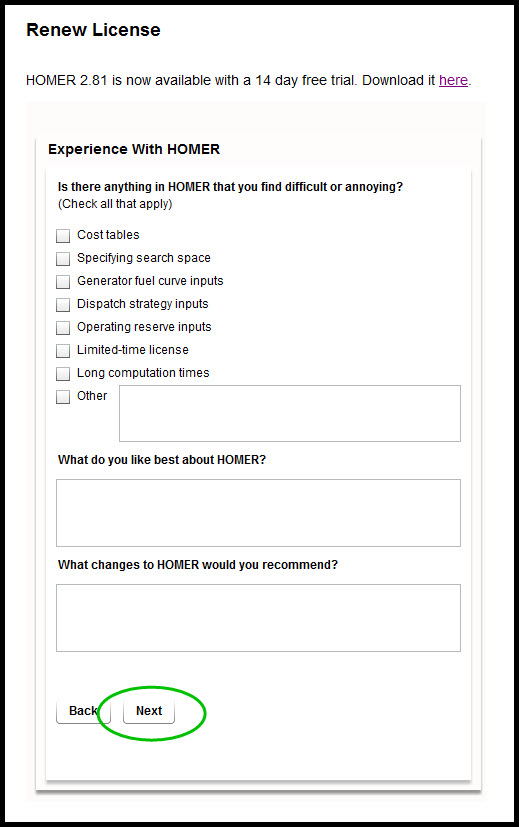 Renew License
HOMER 2.81 is now available with a 14 day free trial. Download it here.
Experience With HOMER
Is there anything in HOMER that you find difficult or annoying?
(Check all that apply)
Cost tables
Specifying search space
Generator fuel curve inputs
Dispatch strategy inputs
Operating reserve inputs
Limited-time license
Long computation times
Other
What do you like best about HOMER?
What changes to HOMER would you recommend?
Back Next